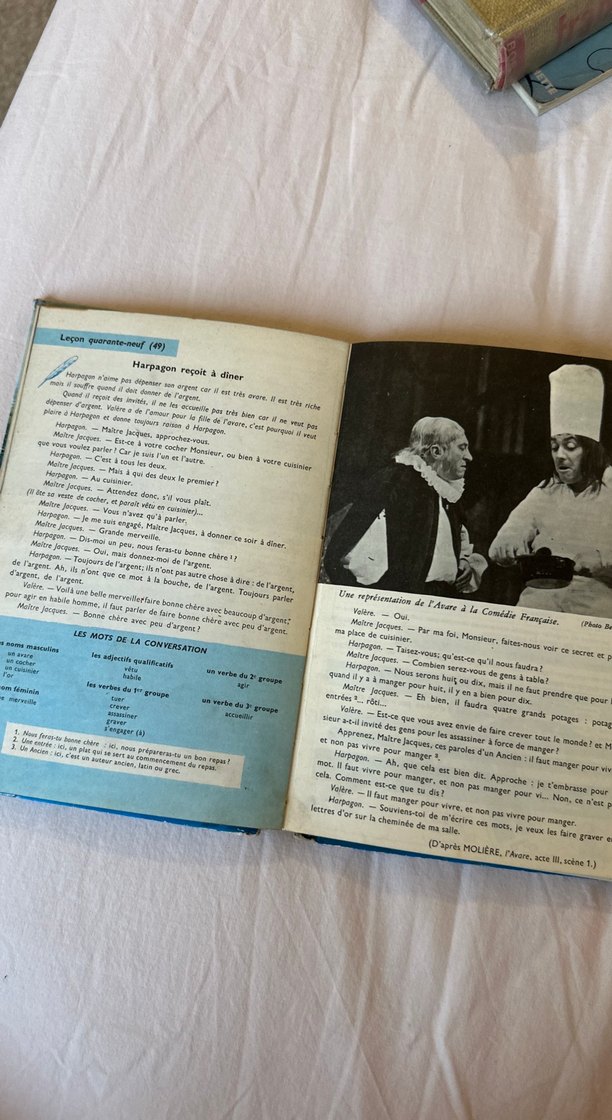 Leçon quarante-neuf (49)
Harpagon reçoit à dîner
Harpagon n'aime pas dépenser son argent car il est très avare. Il est très riche
mais il souffre quand il doit donner de l'argent.
Quand il reçoit des invités, il ne les accueille pas très bien car il ne veut pas
dépenser d'argent. Valère a de l'amour pour la fille de l'avare, c'est pourquoi il veut
plaire à Harpagon et donne toujours raison à Harpagon.
Harpagon. — Maître Jacques, approchez-vous.
Maître Jacques. — Est-ce à votre cocher Monsieur, ou bien à votre cuisinier
que vous voulez parler ? Car je suis l'un et l'autre.
Harpagon. — C'est à tous les deux.
Maître Jacques. — Mais à qui des deux le premier ?
Harpagon. — Au cuisinier.
Maître Jacques. — Attendez donc, s'il vous plaît.
(Il ôte sa veste de cocher, et paraît vêtu en cuisinier)...
Maître Jacques. — Vous n'avez qu'à parler.
Harpagon. — Je me suis engagé, Maître Jacques, à donner ce soir à dîner.
Maître Jacques. — Grande merveille.
Harpagon. — Dis-moi un peu, nous feras-tu bonne chère ¹ ?
Maître Jacques. — Oui, mais donnez-moi de l'argent.
Harpagon. — Toujours de l'argent; ils n'ont pas autre chose à dire : de l'argent,
de l'argent. Ah, ils n'ont que ce mot à la bouche, de l'argent. Toujours parler
d'argent, de l'argent.
Valère. — Voilà une belle merveille: faire bonne chère avec beaucoup d'argent;
pour agir en habile homme, il faut parler de faire bonne chère avec peu d'argent.
Maître Jacques. — Bonne chère avec peu d'argent ?
LES MOTS DE LA CONVERSATION
noms masculins
un avare
un cocher
un cuisinier
l'or
nom féminin
merveille
les adjectifs qualificatifs
vêtu
habile
les verbes du 1er groupe
tuer
crever
assassiner
graver
s'engager (à)
un verbe du 2e groupe
agir
un verbe du 3e groupe
accueillir
1. Nous feras-tu bonne chère : ici, nous prépareras-tu un bon repas ?
2. Une entrée : ici, un plat qui se sert au commencement du repas.
3. Un Ancien : ici, c'est un auteur ancien, latin ou grec.
Une représentation de l'Avare à la Comédie Française.
(Photo
Valère. — Oui.
Maître Jacques. — Par ma foi, Monsieur, faites-nous voir ce secret et
ma place de cuisinier.
Harpagon. — Taisez-vous; qu'est-ce qu'il nous faudra ?
Maître Jacques. — Combien serez-vous de gens à table ?
Harpagon. — Nous serons huit ou dix, mais il ne faut prendre que pour
quand il y a à manger pour huit, il y en a bien pour dix.
Maître Jacques. — Eh bien, il faudra quatre grands potages :
entrées ²... rôti...
Valère. — Est-ce que vous avez envie de faire crever tout le monde ? et
sieur a-t-il invité des gens pour les assassiner à force de manger ?
Apprenez, Maître Jacques, ces paroles d'un Ancien : il faut manger pour
et non pas vivre pour manger ³.
Harpagon. — Ah, que cela est bien dit. Approche : je t'embrasse pour
mot. Il faut vivre pour manger, et non pas manger pour vi... Non, ce n'est
cela. Comment est-ce que tu dis ?
Valère. — Il faut manger pour vivre, et non pas vivre pour manger.
Harpagon. — Souviens-toi de m'écrire ces mots, je veux les faire graver
lettres d'or sur la cheminée de ma salle.
(D'après MOLIÈRE, l'Avare, acte III, scène 1.)